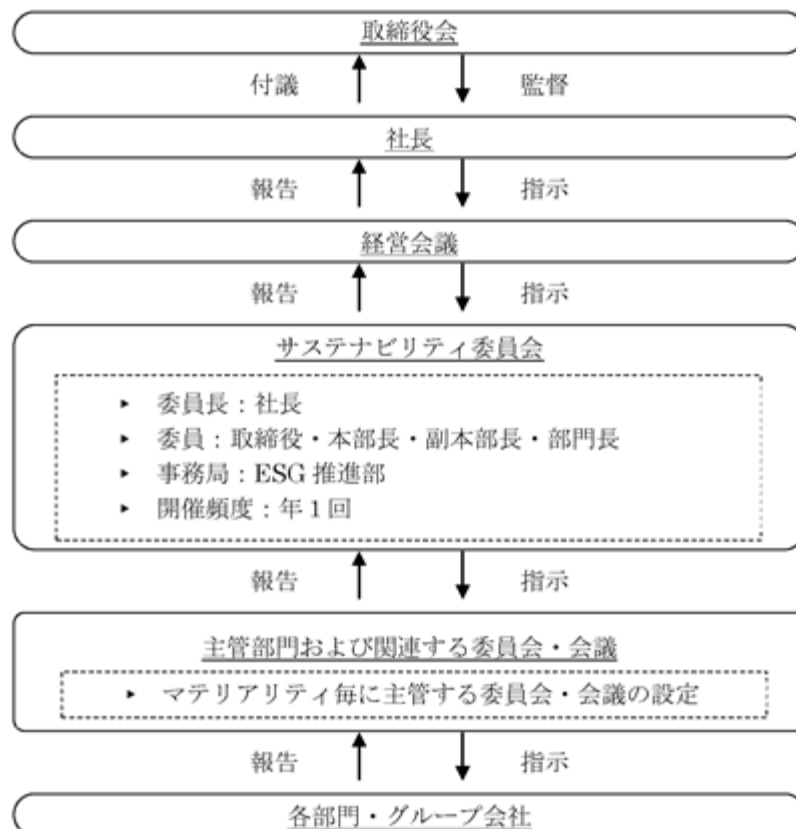 取締役会
付議 監督
社長
報告 指示
経営会議
報告 指示
サステナビリティ委員会
▸ 委員長：社長
▸ 委員：取締役・本部長・副本部長・部門長
▸ 事務局：ESG 推進部
▸ 開催頻度：年１回
報告 指示
主管部門および関連する委員会・会議
▸ マテリアリティ毎に主管する委員会・会議の設定
報告 指示
各部門・グループ会社